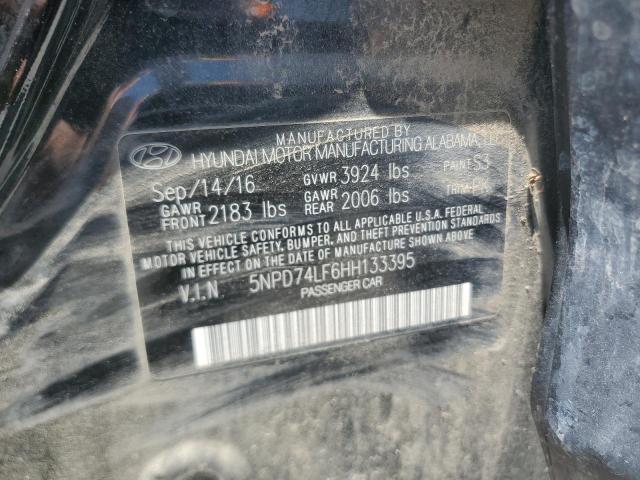 MANUFACTURED BY
HYUNDAI MOTOR MANUFACTURING ALABAMA,
Sep/14/16 GVWR 3924 lbs PAINT:S3
GAWR FRONT 2183 lbs GAWR REAR 2006 lbs TRIM:
THIS VEHICLE CONFORMS TO ALL APPLICABLE U.S.A. FEDERAL
MOTOR VEHICLE SAFETY, BUMPER, AND THEFT PREVENTION STANDARDS
IN EFFECT ON THE DATE OF MANUFACTURE SHOWN ABOVE.
V.I.N. 5NPD74LF6HH133395
PASSENGER CAR